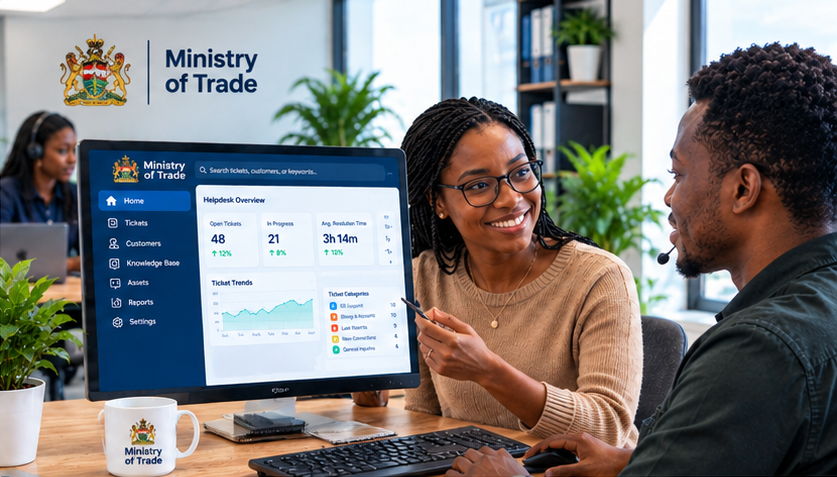 Ministry
of Trade
Ministry
of Trade
Search tickets, customers, or keywords...
Home
Tickets
Customers
Knowledge Base
Assets
Reports
Settings
Helpdesk Overview
Open Tickets
48
↑ 12%
In Progress
21
↑ 8%
Avg. Resolution Time
3h 14m
↑ 12%
Ticket Trends
Ticket Categories
Ministry
of Trade